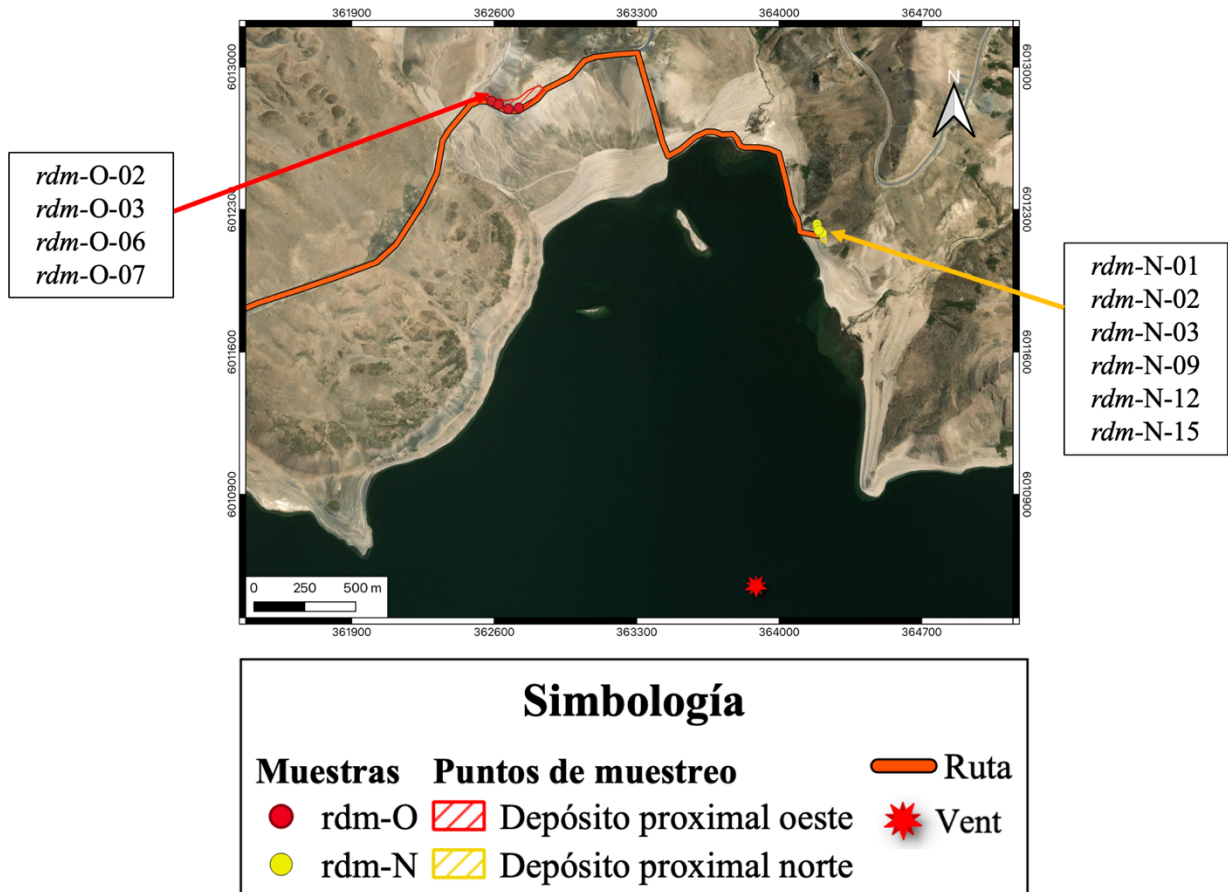 361900 362600 363300 364000 364700
6013000 6013000
N
rdm-O-02
rdm-O-03
rdm-O-06
rdm-O-07
6012300 6012300
rdm-N-01
rdm-N-02
rdm-N-03
rdm-N-09
rdm-N-12
rdm-N-15
6011600 6011600
6010900 6010900
0 250 500 m
361900 362600 363300 364000 364700
Simbología
Muestras Puntos de muestreo
Ruta
rdm-O Depósito proximal oeste
Vent
rdm-N Depósito proximal norte